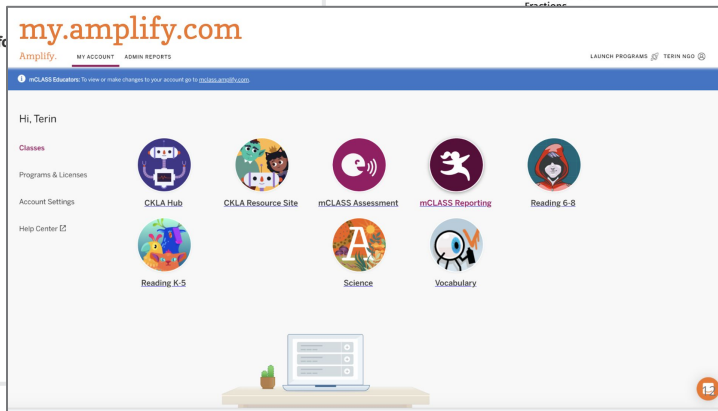 Fractions
my.amplify.com
Amplify. MY ACCOUNT ADMIN REPORTS LAUNCH PROGRAMS TERIN NGO
mCLASS Educators: To view or make changes to your account go to mclass.amplify.com.
Hi, Terin
Classes
Programs & Licenses
Account Settings
Help Center
CKLA Hub CKLA Resource Site mCLASS Assessment mCLASS Reporting Reading 6-8
Reading K-5 Science Vocabulary